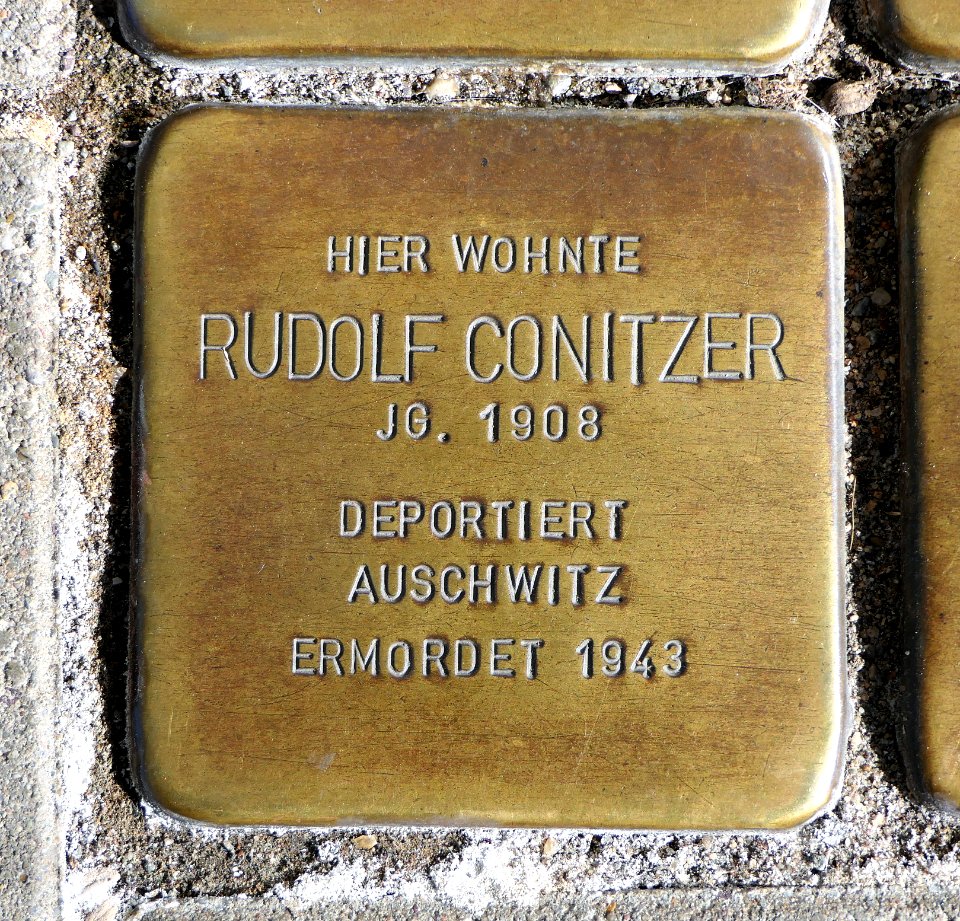 HIER WOHNTE
RUDOLF CONITZER
JG. 1908
DEPORTIERT
AUSCHWITZ
ERMORDET 1943